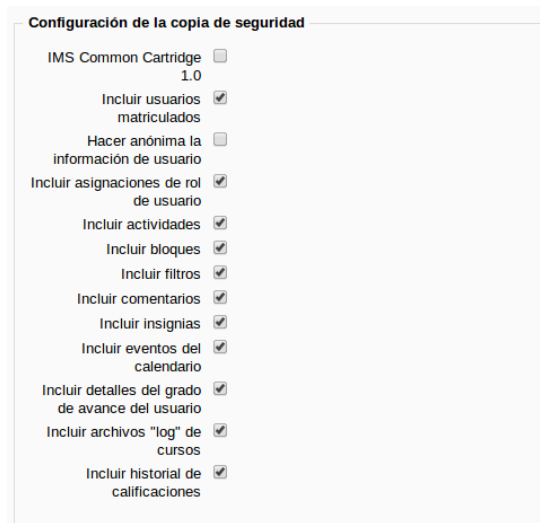 Configuración de la copia de seguridad
IMS Common Cartridge
1.0
Incluir usuarios
matriculados
Hacer anónima la
información de usuario
Incluir asignaciones de rol
de usuario
Incluir actividades
Incluir bloques
Incluir filtros
Incluir comentarios
Incluir insignias
Incluir eventos del
calendario
Incluir detalles del grado
de avance del usuario
Incluir archivos "log" de
cursos
Incluir historial de
calificaciones